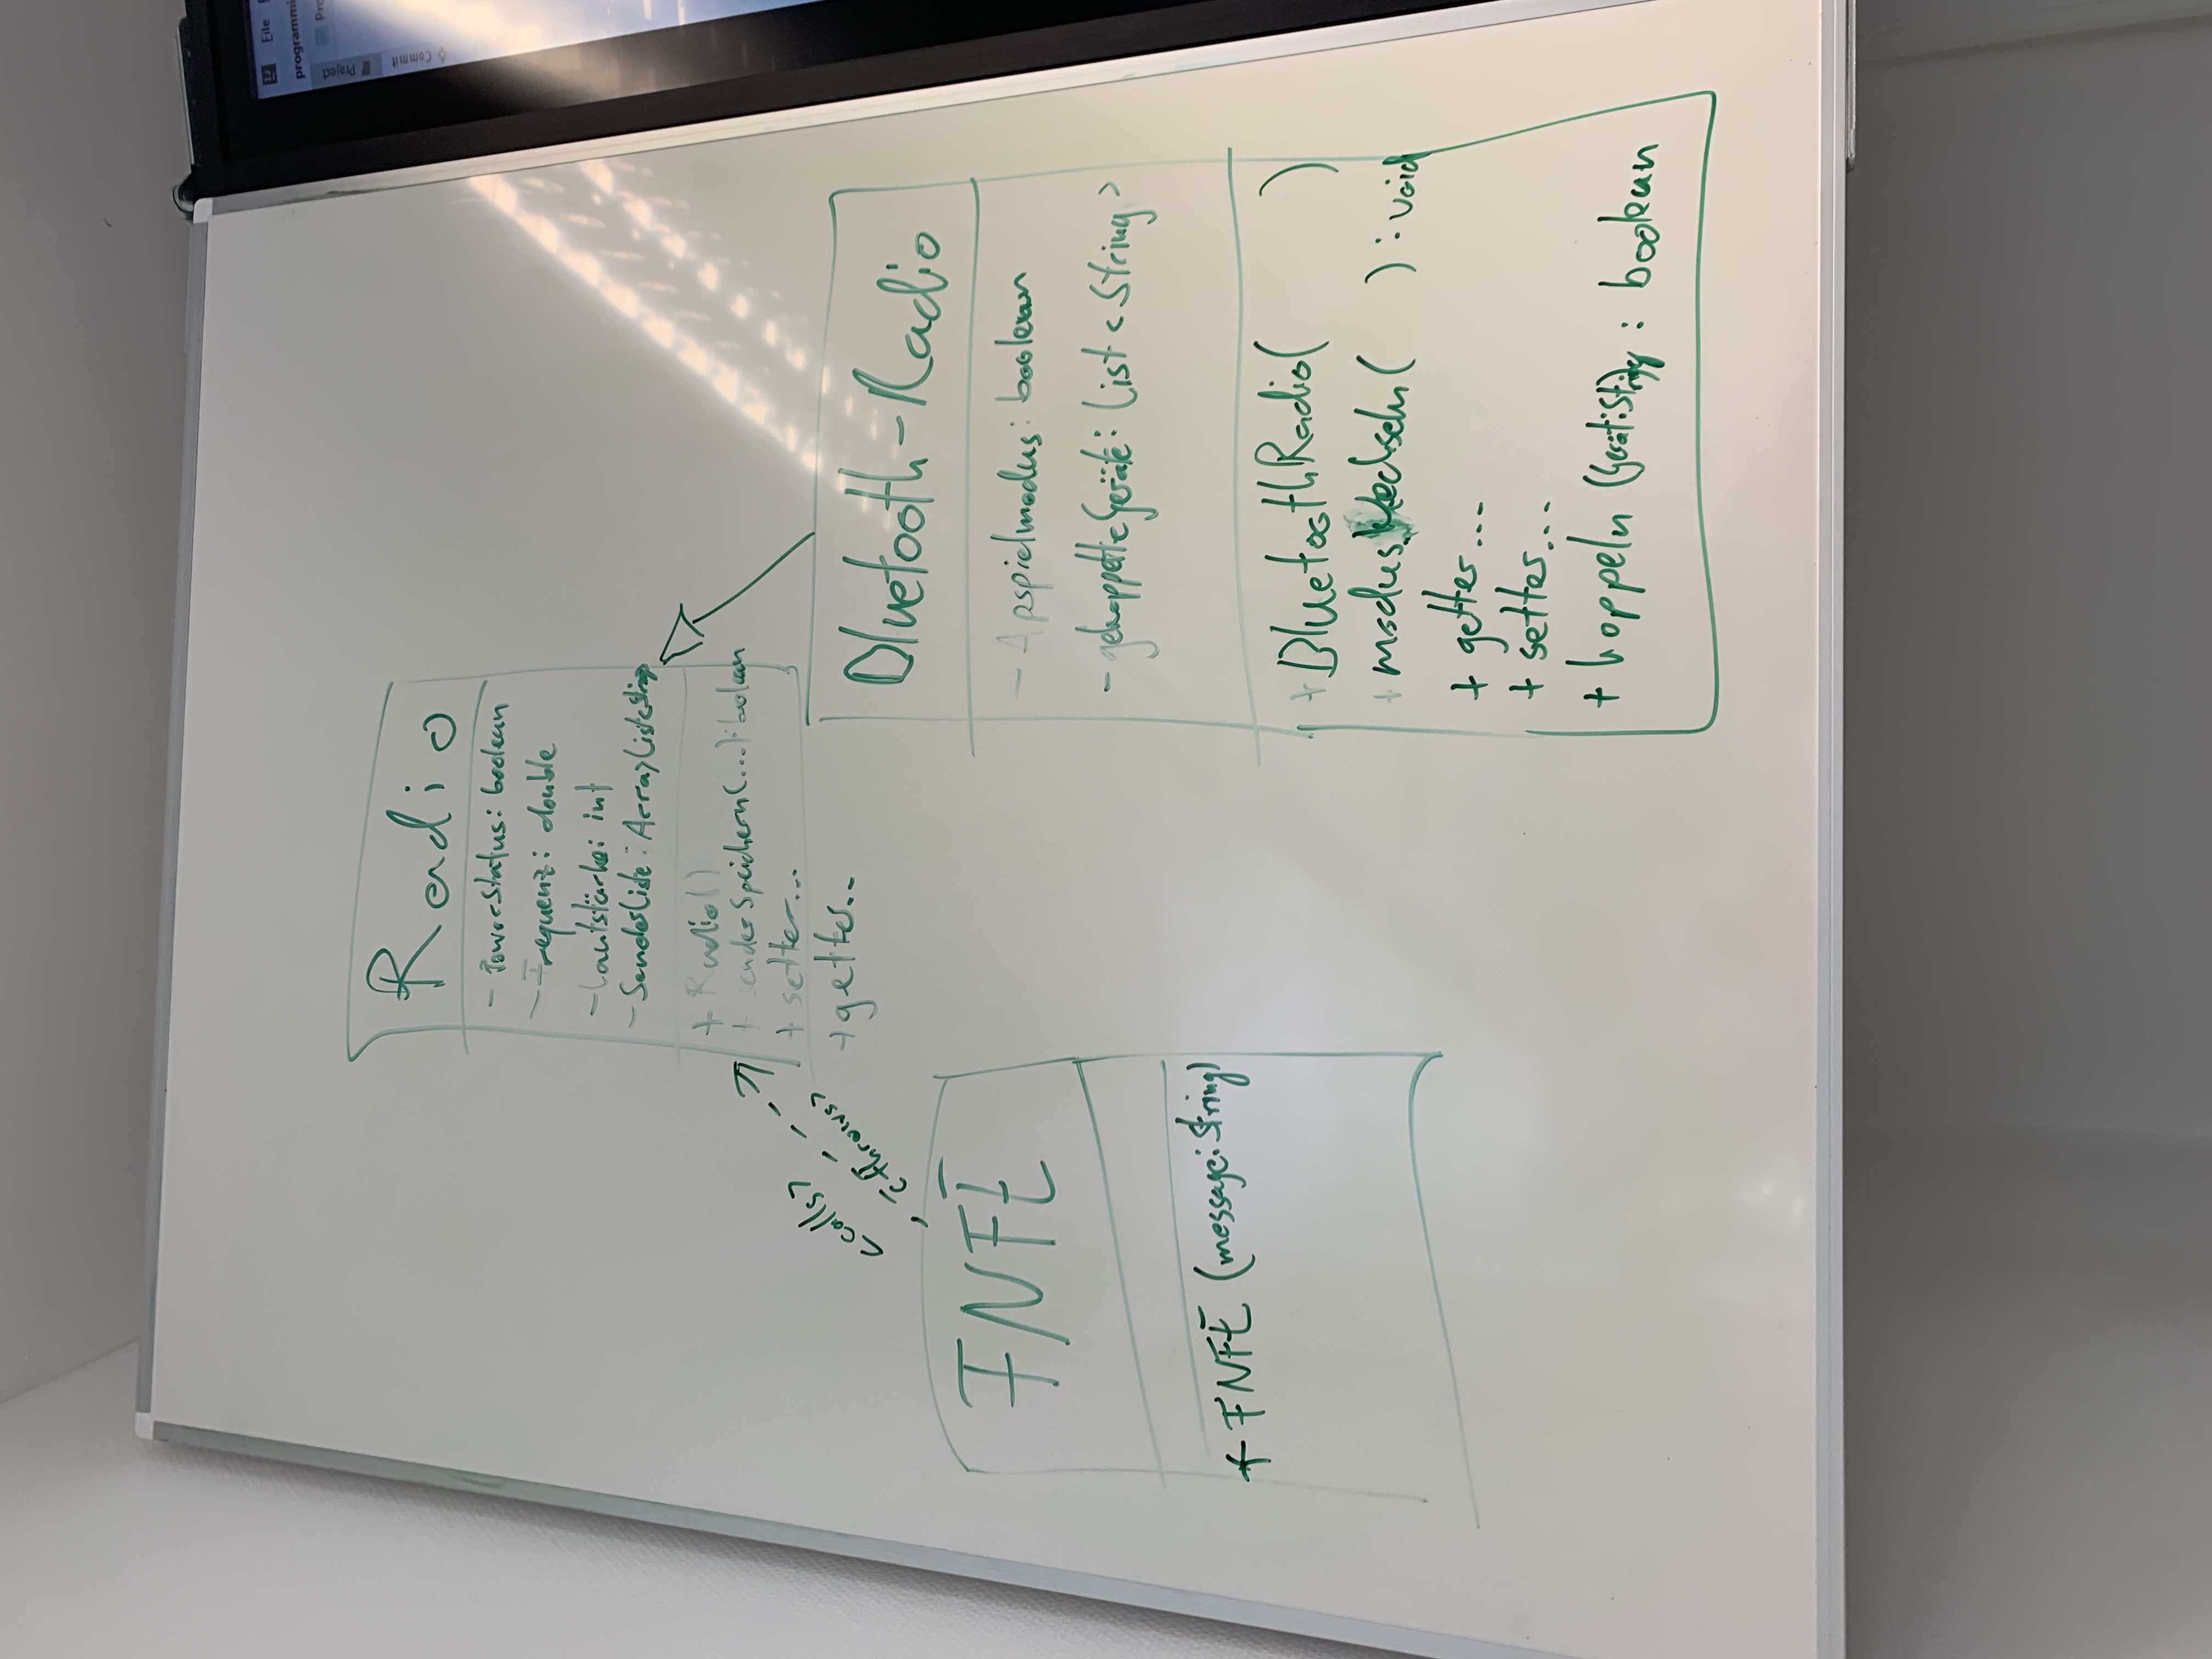 Radio
- PowerStatus: boolean
- Frequenz: double
- Lautstärke: int
- SenderListe: ArrayList<String>
+ Radio()
+ senderSpeichern(...): boolean
+ setter...
+ getter..
<calls>
<throws>
FNFE
+ FNFE (message: String)
Bluetooth-Radio
- Apspielmodus: boolean
- gekoppelteGeräte: List<String>
+ BluetoothRadio( )
+ modusWechseln( ): void
+ getter...
+ setter...
+ koppeln (Gerät:String) : boolean
File
programmi
Project
Commit